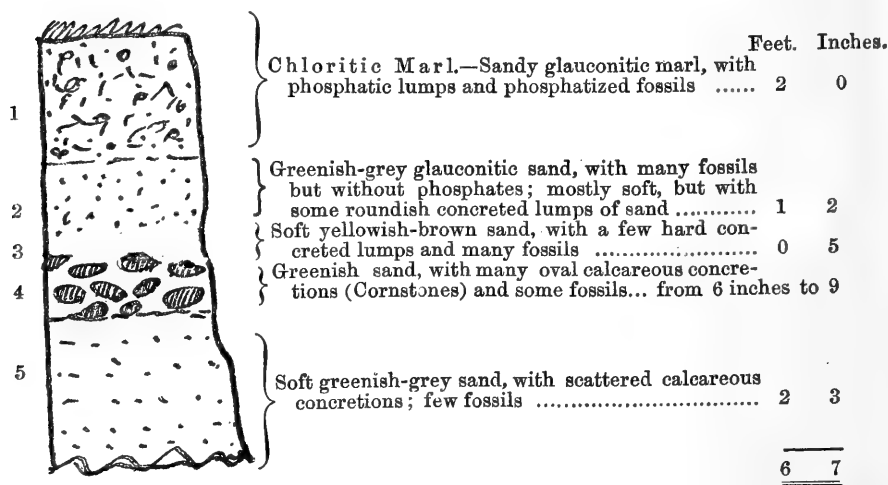 Feet. Inches.
1
Chloritic Marl.—Sandy glauconitic marl, with
phosphatic lumps and phosphatized fossils ...... 2 0
2
Greenish-grey glauconitic sand, with many fossils
but without phosphates; mostly soft, but with
some roundish concreted lumps of sand ............ 1 2
3
Soft yellowish-brown sand, with a few hard con-
creted lumps and many fossils ..................... 0 5
4
Greenish sand, with many oval calcareous concre-
tions (Cornstones) and some fossils... from 6 inches to 9
5
Soft greenish-grey sand, with scattered calcareous
concretions; few fossils .................................. 2 3
6 7